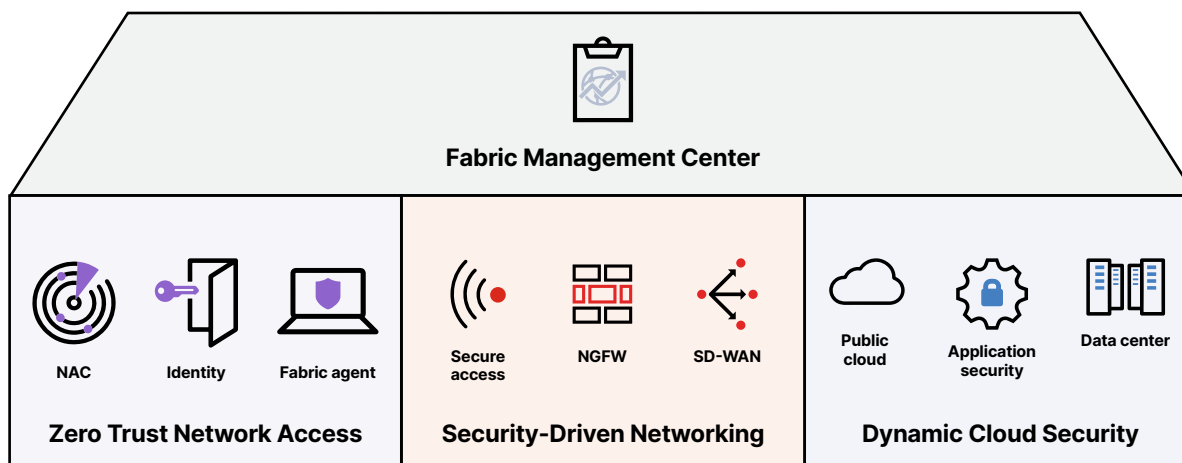 Fabric Management Center
NAC
Identity
Fabric agent
Zero Trust Network Access
Secure
access
NGFW
SD-WAN
Security-Driven Networking
Public
cloud
Application
security
Data center
Dynamic Cloud Security